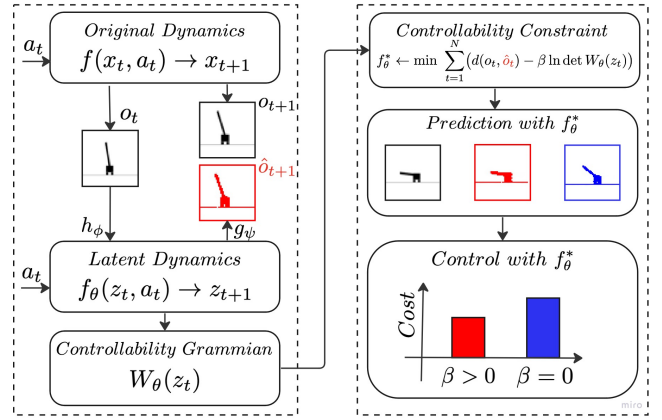 Original Dynamics
a_t
f(x_t, a_t) → x_{t+1}
o_t
o_{t+1}
ô_{t+1}
h_ϕ
g_ψ
Latent Dynamics
a_t
f_θ(z_t, a_t) → z_{t+1}
Controllability Grammian
W_θ(z_t)
Controllability Constraint
f_θ^* ← min ∑_{t=1}^{N} (d(o_t, ô_t) − β ln det W_θ(z_t))
Prediction with f_θ^*
Control with f_θ^*
Cost
β > 0
β = 0
miro